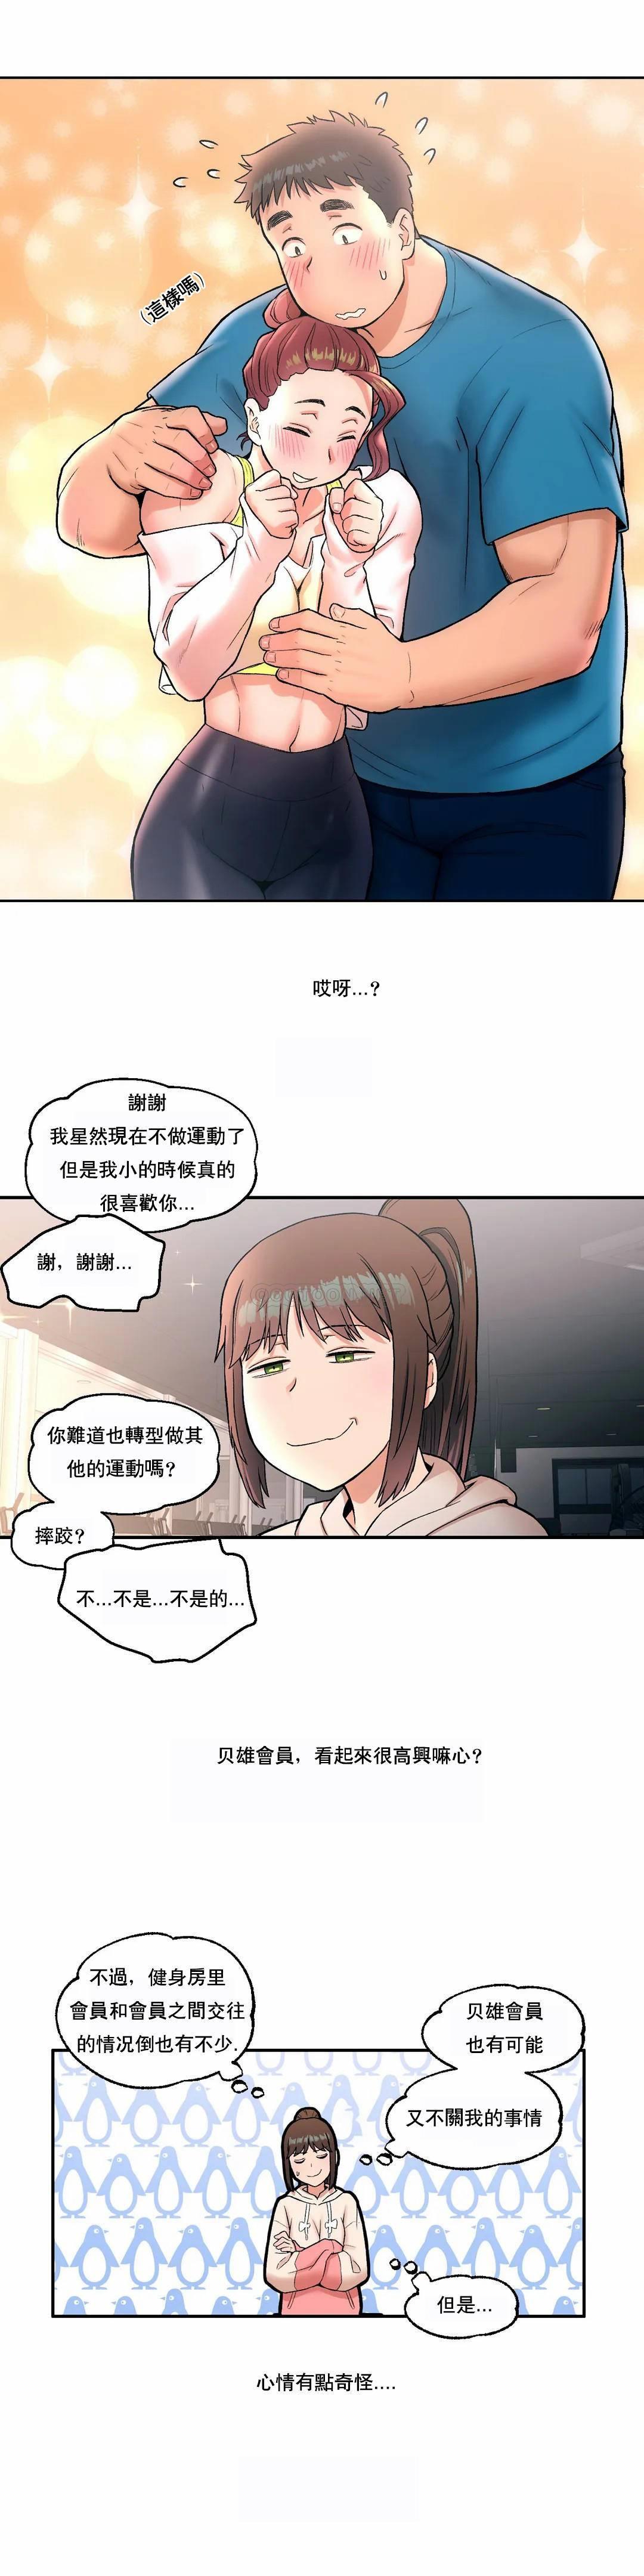 (這樣嗎)
哎呀...?
謝謝
我星然現在不做運動了
但是我小的時候真的
很喜歡你...
謝，謝謝...
你難道也轉型做其
他的運動嗎?
摔跤?
不...不是...不是的...
贝雄會員，看起來很高興嘛心?
不過，健身房里
會員和會員之間交往
的情况倒也有不少.
贝雄會員
也有可能
又不關我的事情
但是...
心情有點奇怪....